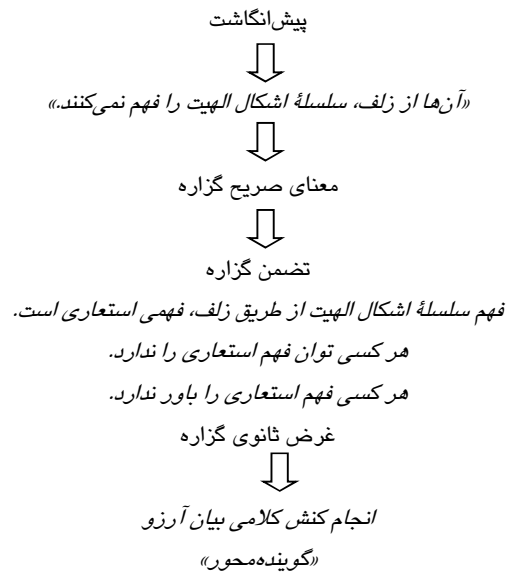 پیش‌انگاشت
«آن‌ها از زلف، سلسلهٔ اشکال الهیت را فهم نمی‌کنند.»
معنای صریح گزاره
تضمن گزاره
فهم سلسلهٔ اشکال الهیت از طریق زلف، فهمی استعاری است.
هر کسی توان فهم استعاری را ندارد.
هر کسی فهم استعاری را باور ندارد.
غرض ثانوی گزاره
انجام کنش کلامی بیان آرزو
«گوینده‌محور»